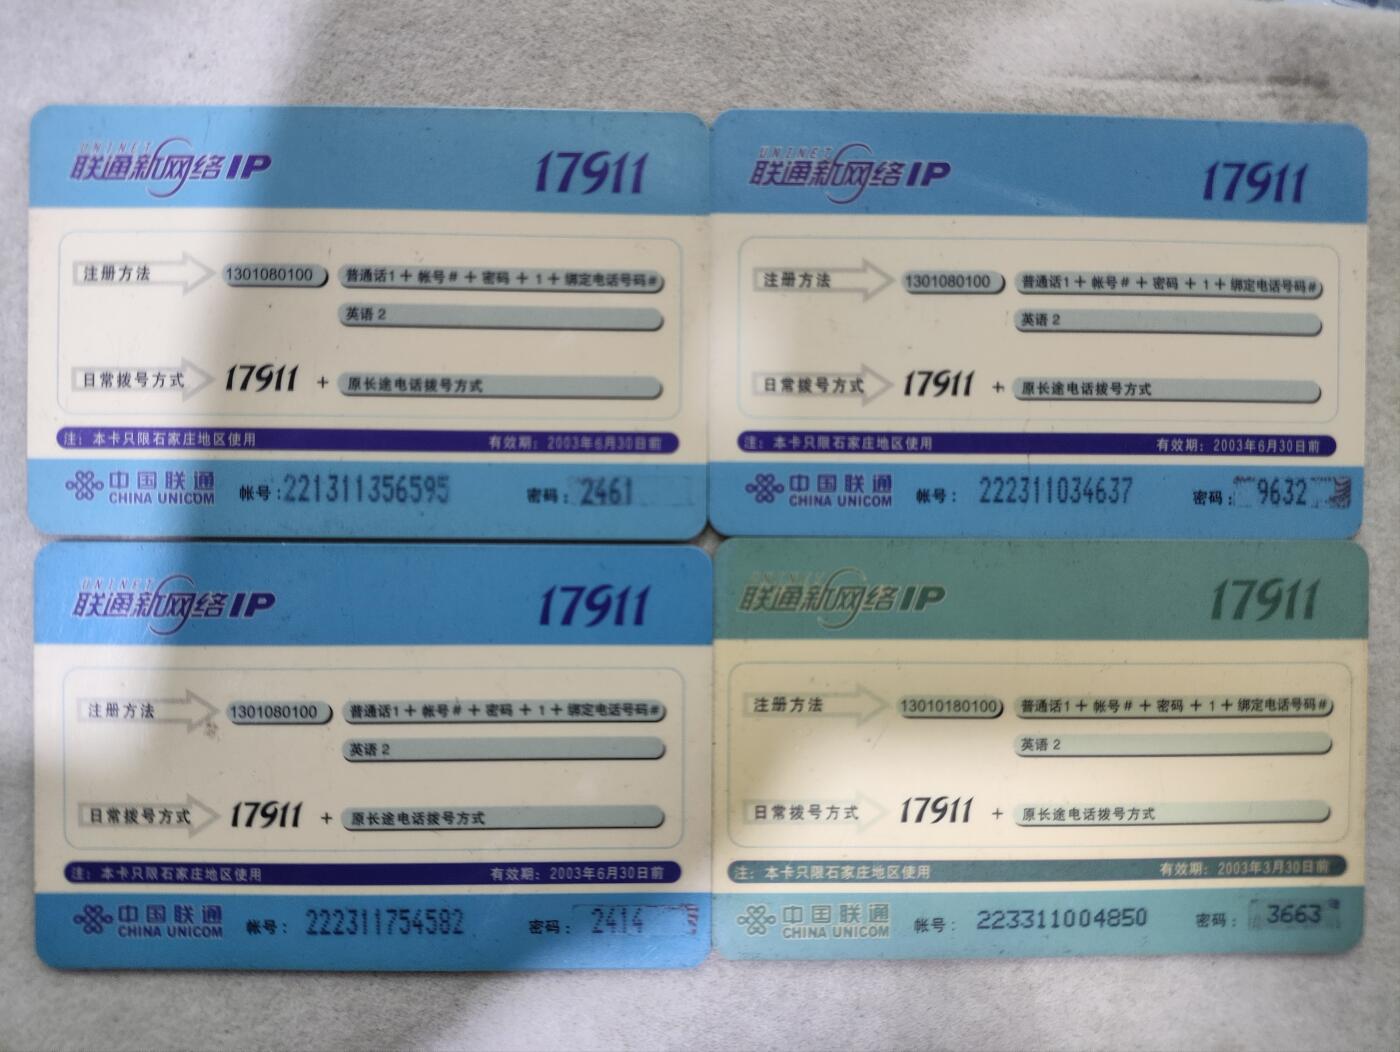 UNINET
联通新网络IP 17911
注册方法 1301080100 普通话1 + 帐号# + 密码 + 1 + 绑定电话号码#
英语 2
日常拨号方式 17911 + 原长途电话拨号方式
注：本卡只限石家庄地区使用 有效期：2003年6月30日前
中国联通 CHINA UNICOM 帐号：221311356595 密码：2461
UNINET
联通新网络IP 17911
注册方法 1301080100 普通话1 + 帐号# + 密码 + 1 + 绑定电话号码#
英语 2
日常拨号方式 17911 + 原长途电话拨号方式
注：本卡只限石家庄地区使用 有效期：2003年6月30日前
中国联通 CHINA UNICOM 帐号：222311034637 密码：9632
UNINET
联通新网络IP 17911
注册方法 1301080100 普通话1 + 帐号# + 密码 + 1 + 绑定电话号码#
英语 2
日常拨号方式 17911 + 原长途电话拨号方式
注：本卡只限石家庄地区使用 有效期：2003年6月30日前
中国联通 CHINA UNICOM 帐号：222311754582 密码：2414
UNINET
联通新网络IP 17911
注册方法 13010180100 普通话1 + 帐号# + 密码 + 1 + 绑定电话号码#
英语 2
日常拨号方式 17911 + 原长途电话拨号方式
注：本卡只限石家庄地区使用 有效期：2003年3月30日前
中国联通 CHINA UNICOM 帐号：223311004850 密码：3663